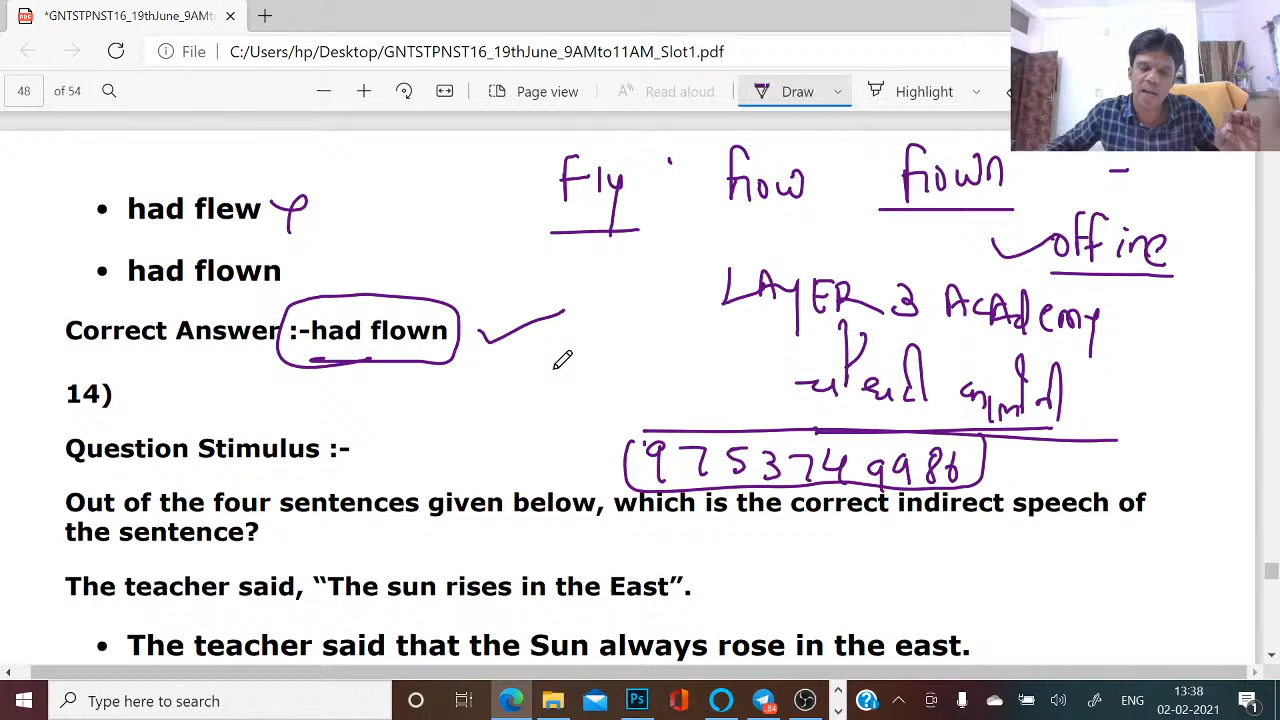 *GNTSTPNST16_19thJune_9AMt
File C:/Users/hp/Desktop/GNTSTPNST16_19thJune_9AMto11AM_Slot1.pdf
48 of 54 Page view Read aloud Draw Highlight
Fly flow flown -
• had flew
offine
• had flown
LAYER 3 ACAdemy
Correct Answer :-had flown
14)
Question Stimulus :-
9753749986
Out of the four sentences given below, which is the correct indirect speech of
the sentence?
The teacher said, “The sun rises in the East”.
• The teacher said that the Sun always rose in the east.
Type here to search
84
ENG
13:38
02-02-2021
1